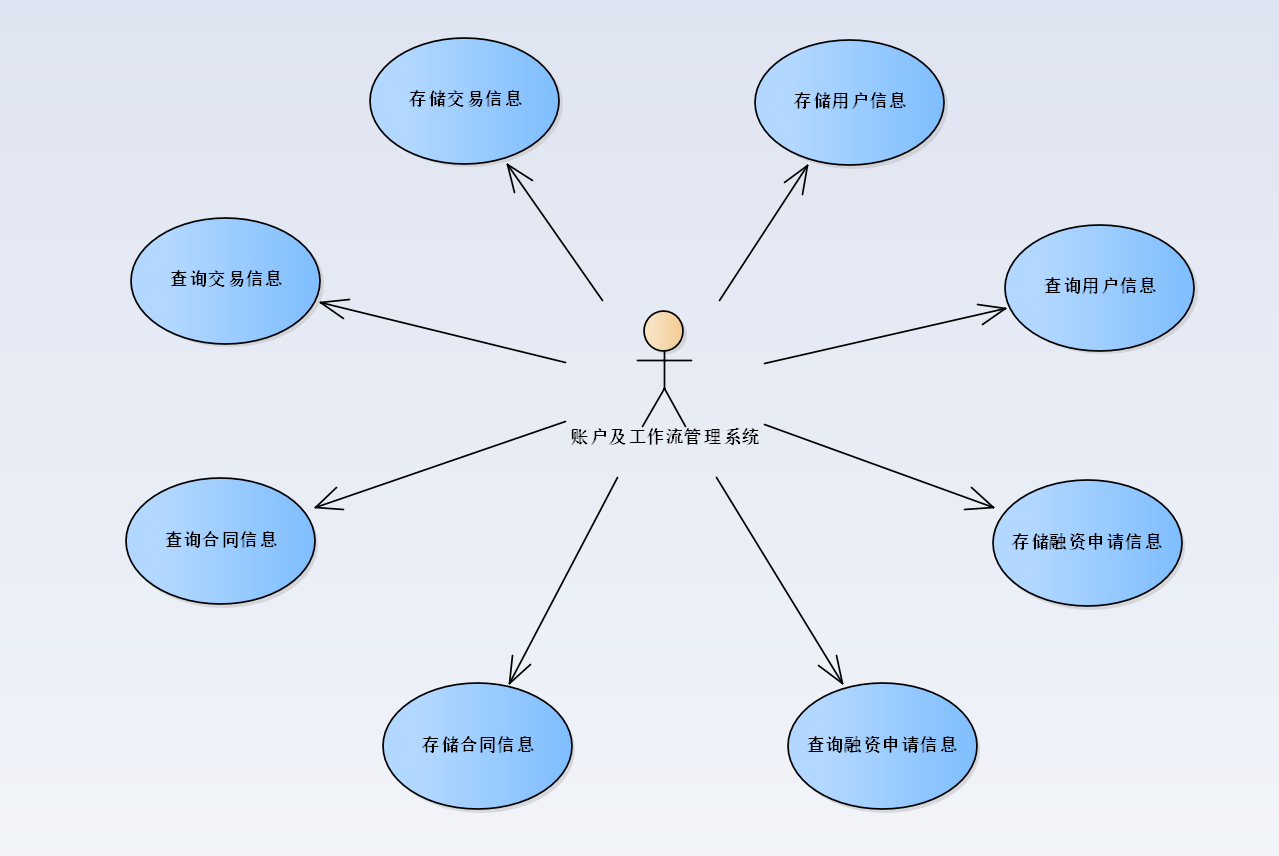 存储交易信息
存储用户信息
查询交易信息
查询用户信息
账户及工作流管理系统
查询合同信息
存储融资申请信息
存储合同信息
查询融资申请信息